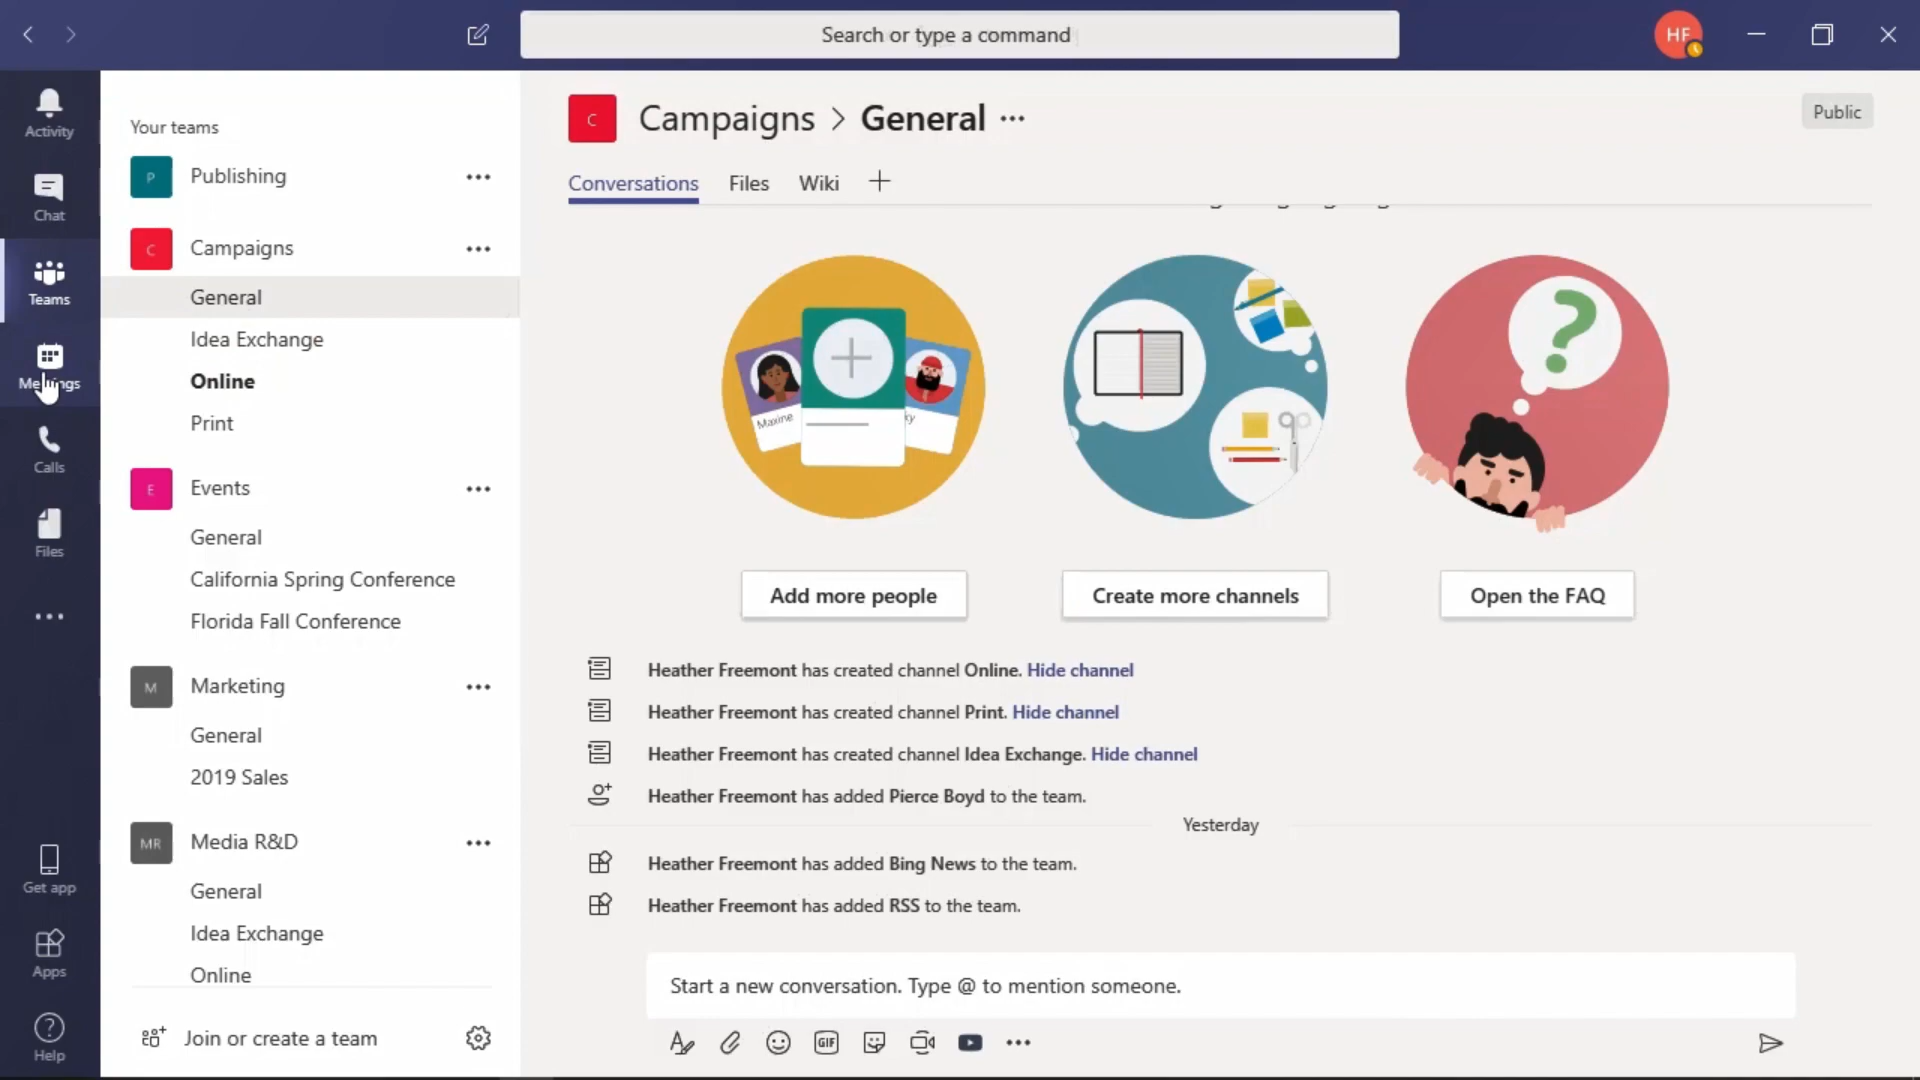 Search or type a command
HF
Activity
Chat
Teams
Calls
Files
Get app
Apps
Help
Your teams
P Publishing
C Campaigns
General
Idea Exchange
Online
Print
E Events
General
California Spring Conference
Florida Fall Conference
M Marketing
General
2019 Sales
MR Media R&D
General
Idea Exchange
Online
Join or create a team
C Campaigns > General
Public
Conversations Files Wiki
Maxine
Add more people
Create more channels
Open the FAQ
Heather Freemont has created channel Online. Hide channel
Heather Freemont has created channel Print. Hide channel
Heather Freemont has created channel Idea Exchange. Hide channel
Heather Freemont has added Pierce Boyd to the team.
Yesterday
Heather Freemont has added Bing News to the team.
Heather Freemont has added RSS to the team.
Start a new conversation. Type @ to mention someone.
GIF